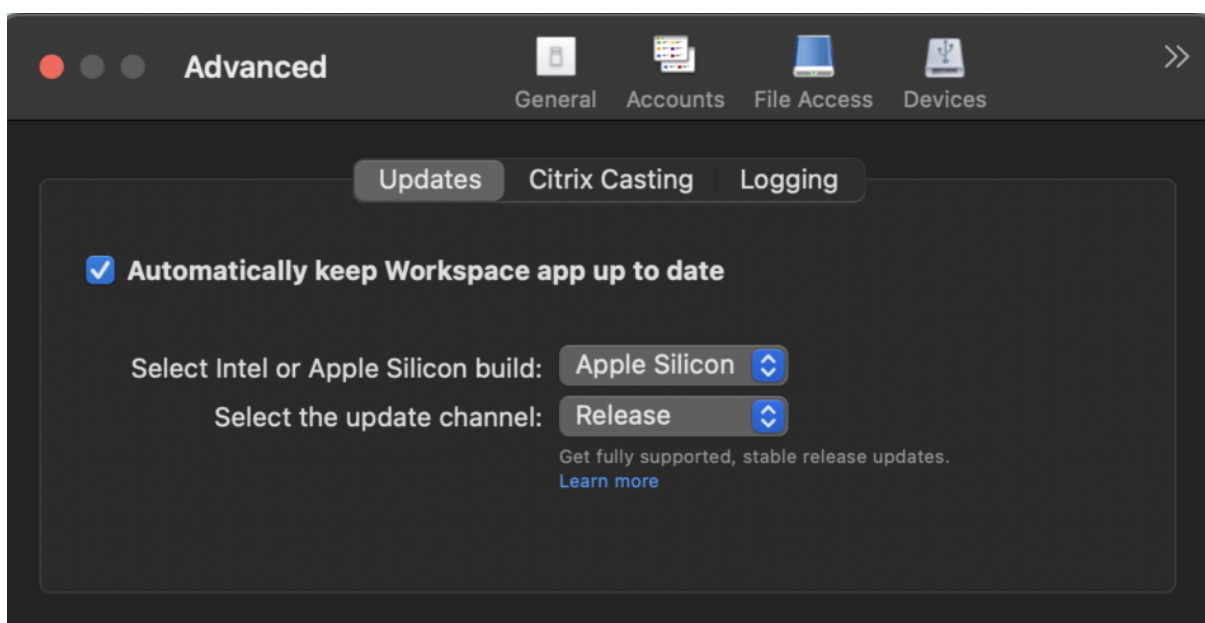 Advanced
General Accounts File Access Devices
Updates Citrix Casting Logging
Automatically keep Workspace app up to date
Select Intel or Apple Silicon build: Apple Silicon
Select the update channel: Release
Get fully supported, stable release updates.
Learn more